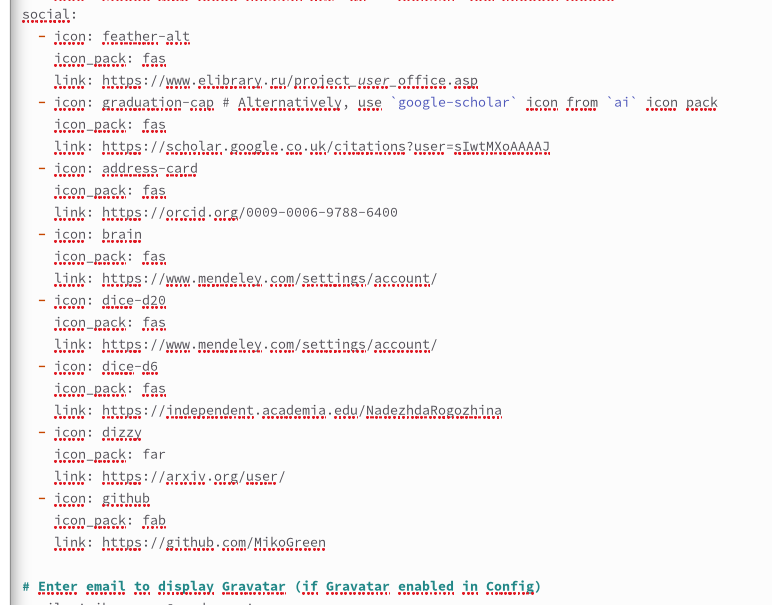 social:
- icon: feather-alt
icon_pack: fas
link: https://www.elibrary.ru/project_user_office.asp
- icon: graduation-cap # Alternatively, use `google-scholar` icon from `ai` icon pack
icon_pack: fas
link: https://scholar.google.co.uk/citations?user=sIwtMXoAAAAJ
- icon: address-card
icon_pack: fas
link: https://orcid.org/0009-0006-9788-6400
- icon: brain
icon_pack: fas
link: https://www.mendeley.com/settings/account/
- icon: dice-d20
icon_pack: fas
link: https://www.mendeley.com/settings/account/
- icon: dice-d6
icon_pack: fas
link: https://independent.academia.edu/NadezhdaRogozhina
- icon: dizzy
icon_pack: far
link: https://arxiv.org/user/
- icon: github
icon_pack: fab
link: https://github.com/MikoGreen
# Enter email to display Gravatar (if Gravatar enabled in Config)